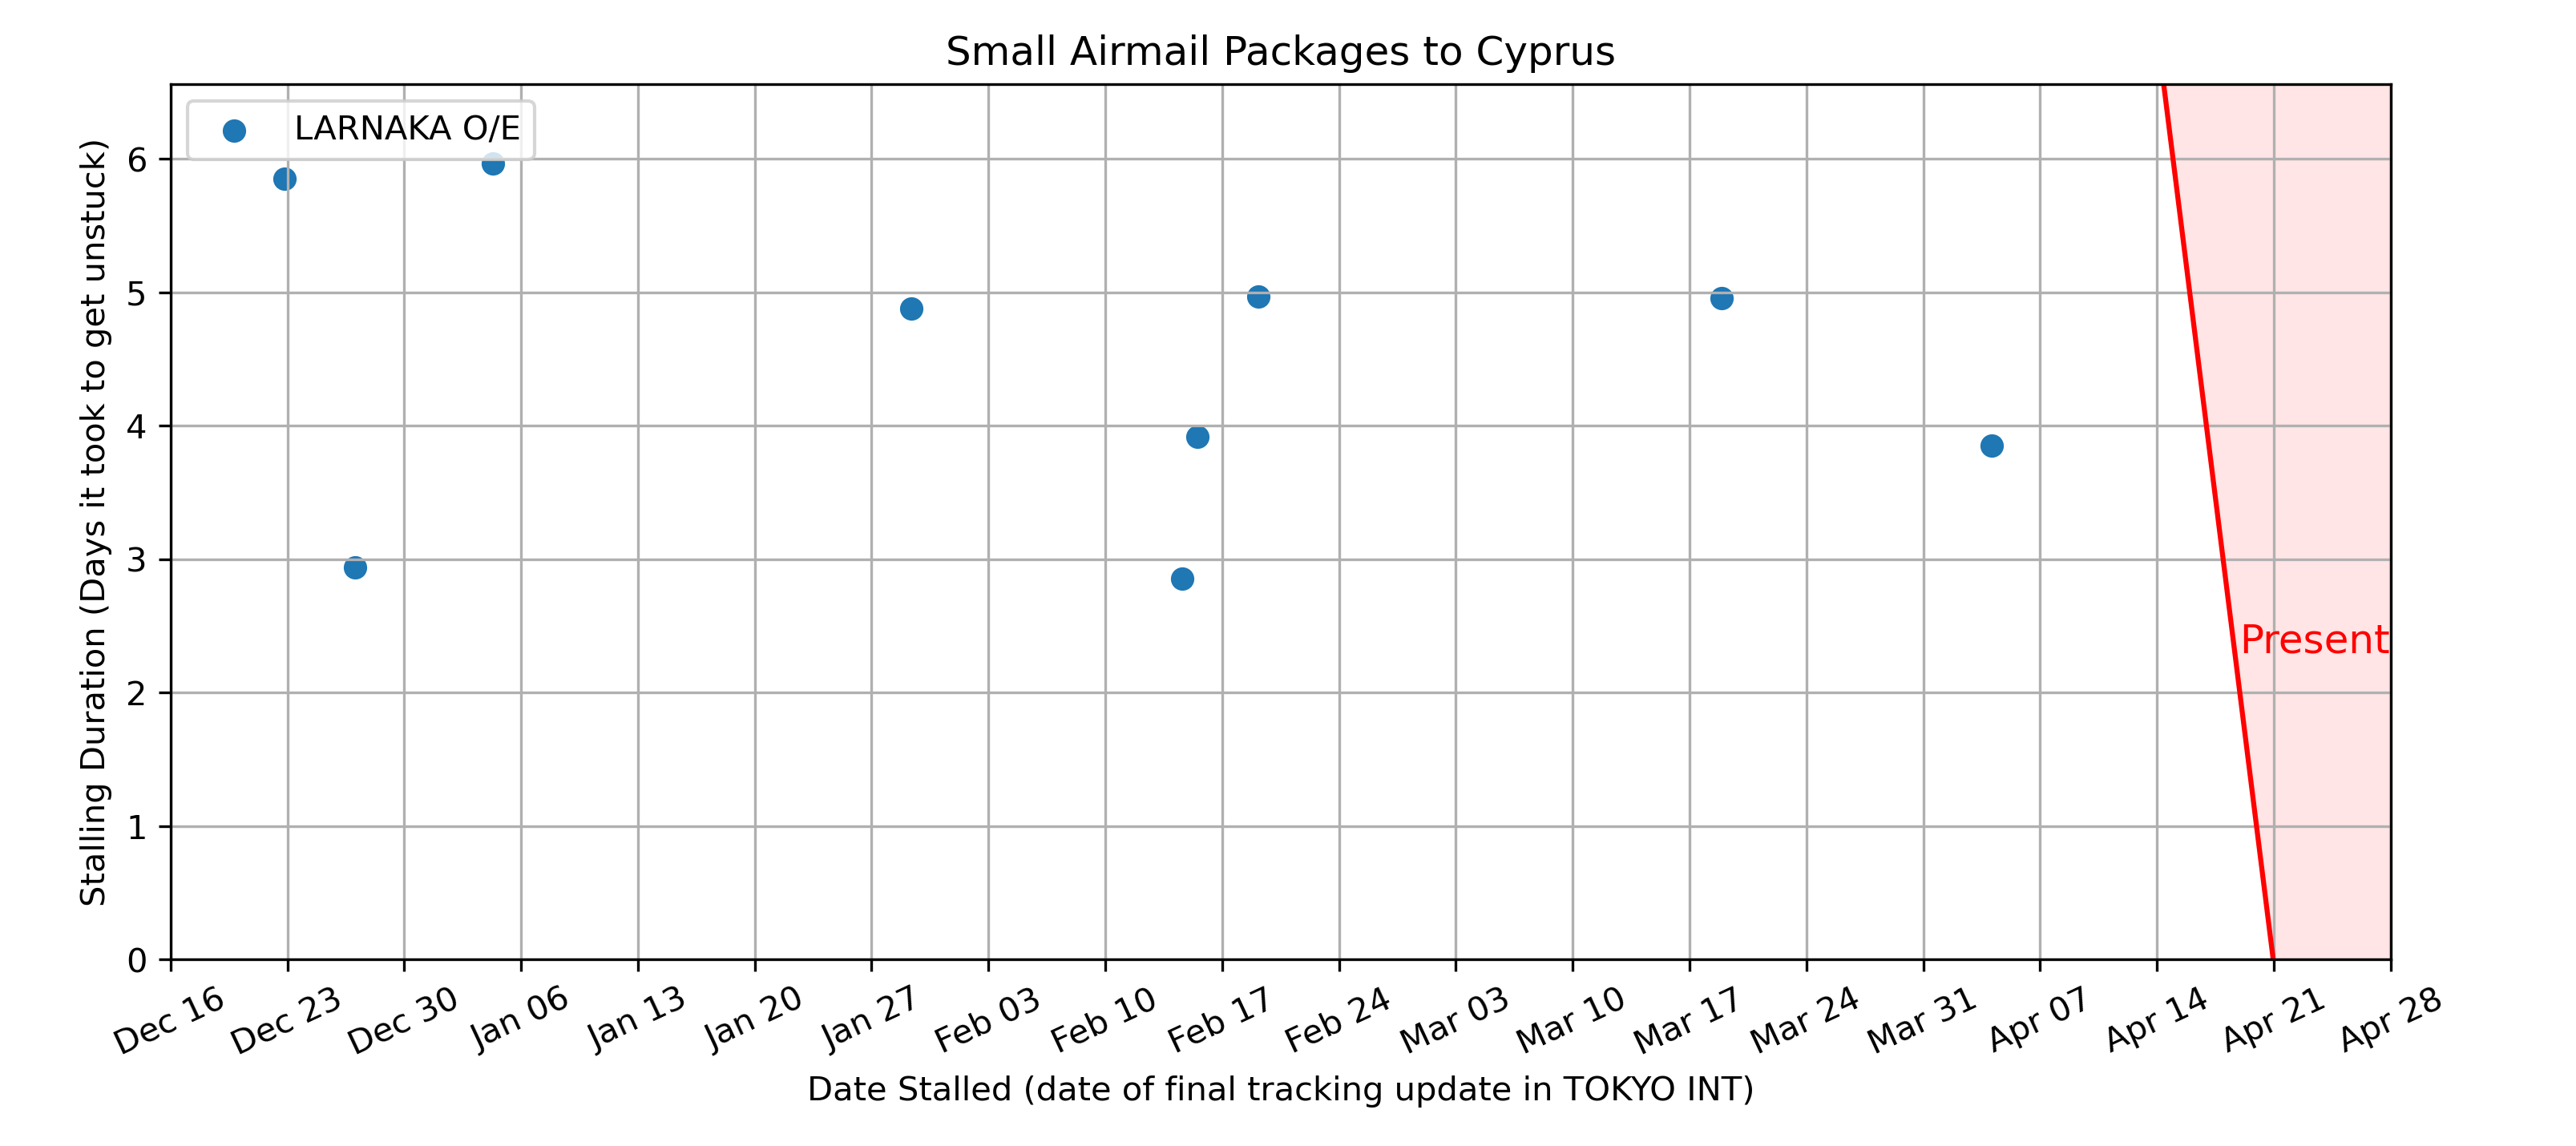 Small Airmail Packages to Cyprus
LARNAKA O/E
Stalling Duration (Days it took to get unstuck)
6
5
4
3
2
1
0
Present
Dec 16
Dec 23
Dec 30
Jan 06
Jan 13
Jan 20
Jan 27
Feb 03
Feb 10
Feb 17
Feb 24
Mar 03
Mar 10
Mar 17
Mar 24
Mar 31
Apr 07
Apr 14
Apr 21
Apr 28
Date Stalled (date of final tracking update in TOKYO INT)